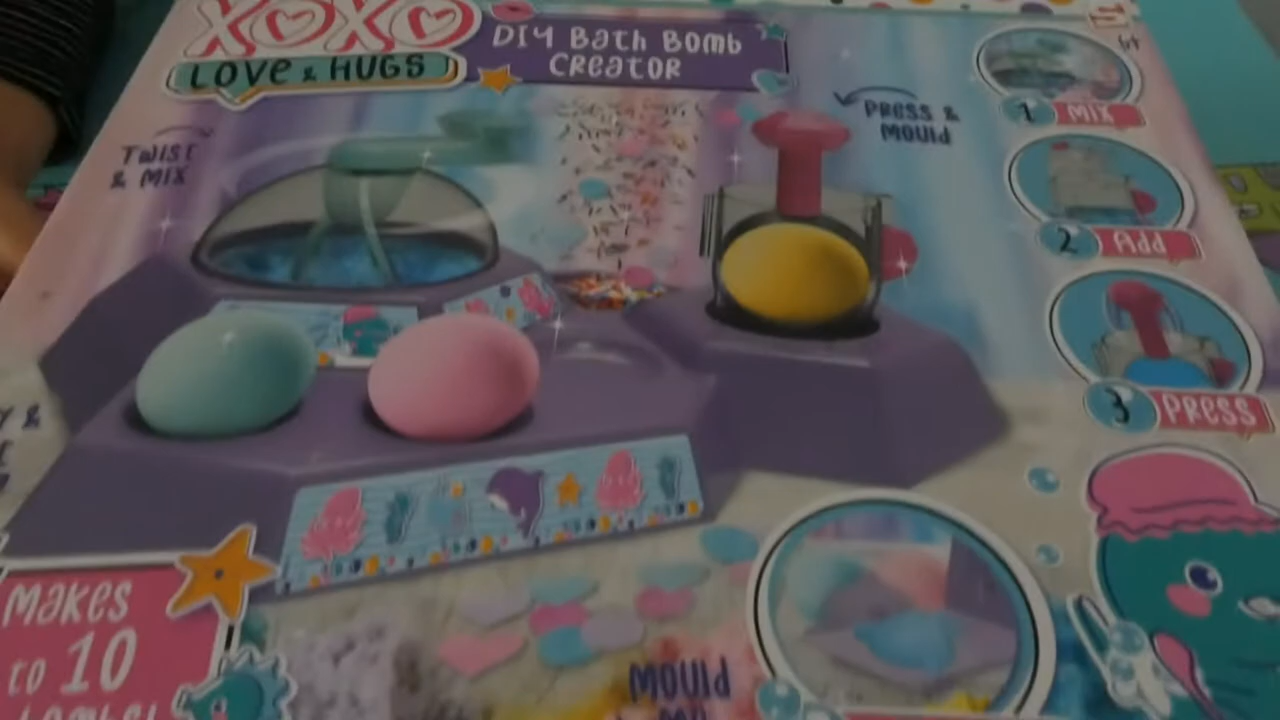 XOXO
LOVE & HUGS
DIY Bath Bomb
Creator
Twist
& Mix
Press &
Mould
1 Mix
2 Add
3 Press
Y &
Makes
to 10
Mould